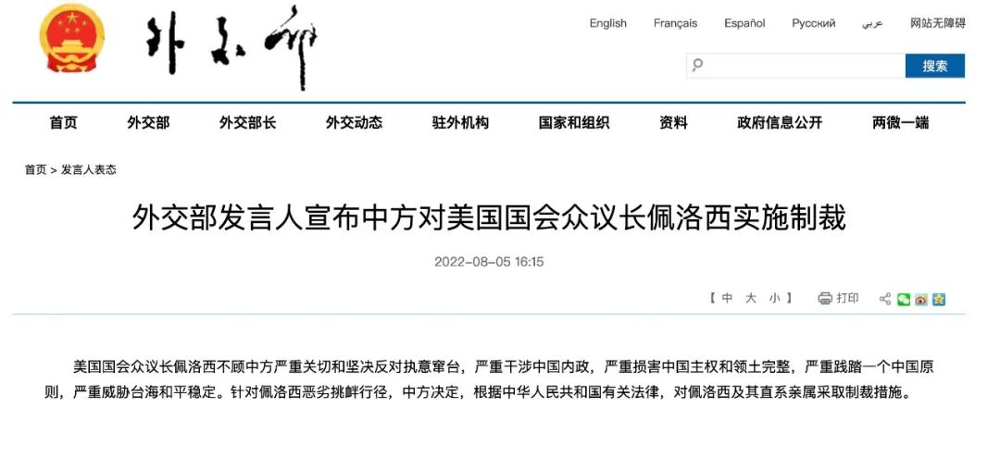 外交部
English Français Español Русский عربي 网站无障碍
搜索
首页 外交部 外交部长 外交动态 驻外机构 国家和组织 资料 政府信息公开 两微一端
首页 > 发言人表态
外交部发言人宣布中方对美国国会众议长佩洛西实施制裁
2022-08-05 16:15
【 中 大 小 】 打印
美国国会众议长佩洛西不顾中方严重关切和坚决反对执意窜台，严重干涉中国内政，严重损害中国主权和领土完整，严重践踏一个中国原
则，严重威胁台海和平稳定。针对佩洛西恶劣挑衅行径，中方决定，根据中华人民共和国有关法律，对佩洛西及其直系亲属采取制裁措施。